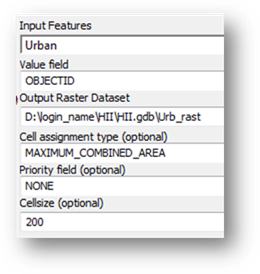 Input Features
Urban
Value field
OBJECTID
Output Raster Dataset
D:\login_name\HII\HII.gdb\Urb_rast
Cell assignment type (optional)
MAXIMUM_COMBINED_AREA
Priority field (optional)
NONE
Cellsize (optional)
200